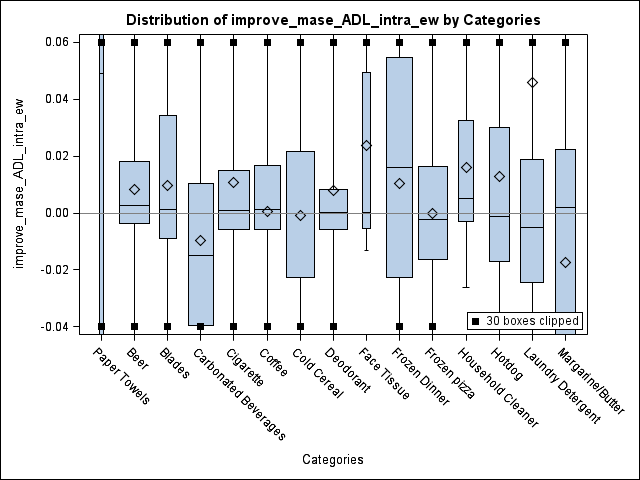 Distribution of improve_mase_ADL_intra_ew by Categories
improve_mase_ADL_intra_ew
0.06
0.04
0.02
0.00
-0.02
-0.04
30 boxes clipped
Paper Towels
Beer
Blades
Carbonated Beverages
Cigarette
Coffee
Cold Cereal
Deodorant
Face Tissue
Frozen Dinner
Frozen pizza
Household Cleaner
Hotdog
Laundry Detergent
Margarine/Butter
Categories